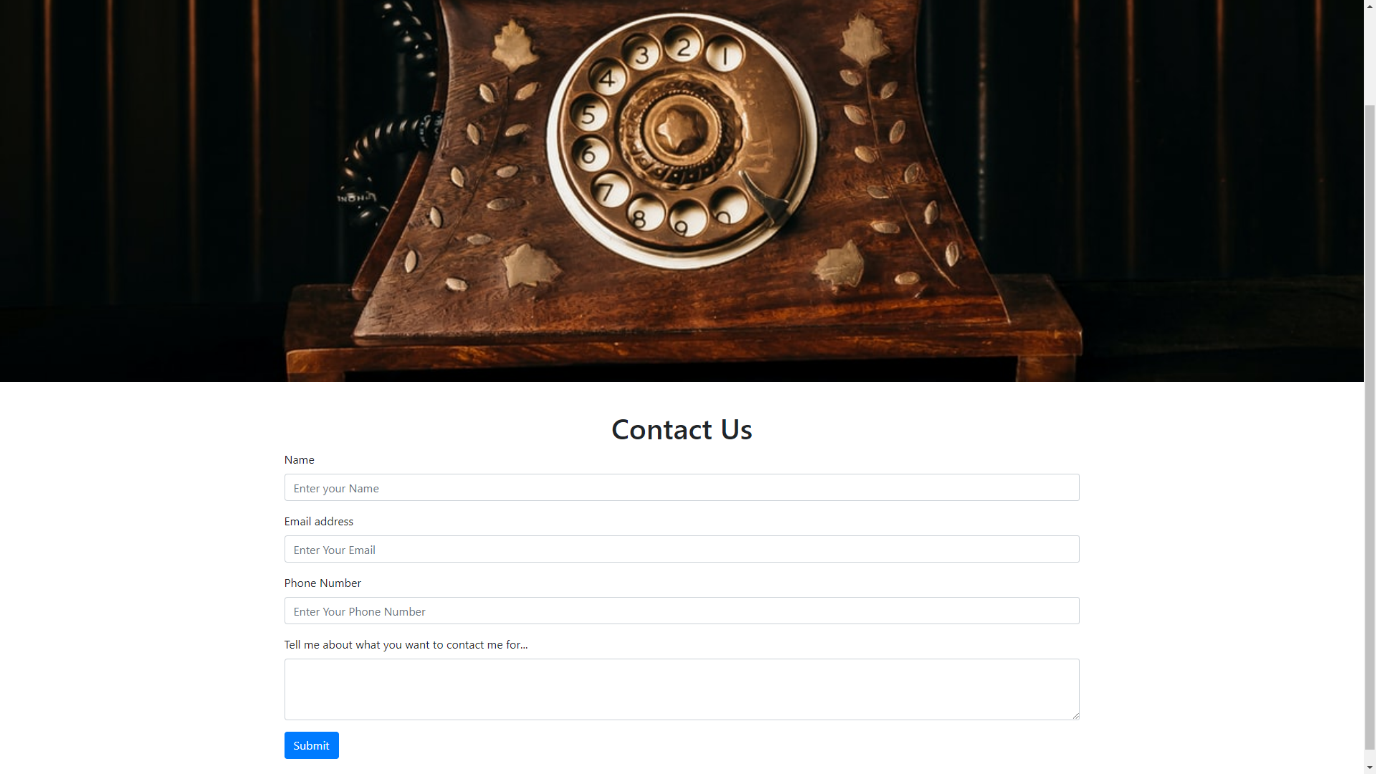 3 2 1
4
5
6
7
8 9 0
Contact Us
Name
Enter your Name
Email address
Enter Your Email
Phone Number
Enter Your Phone Number
Tell me about what you want to contact me for...
Submit